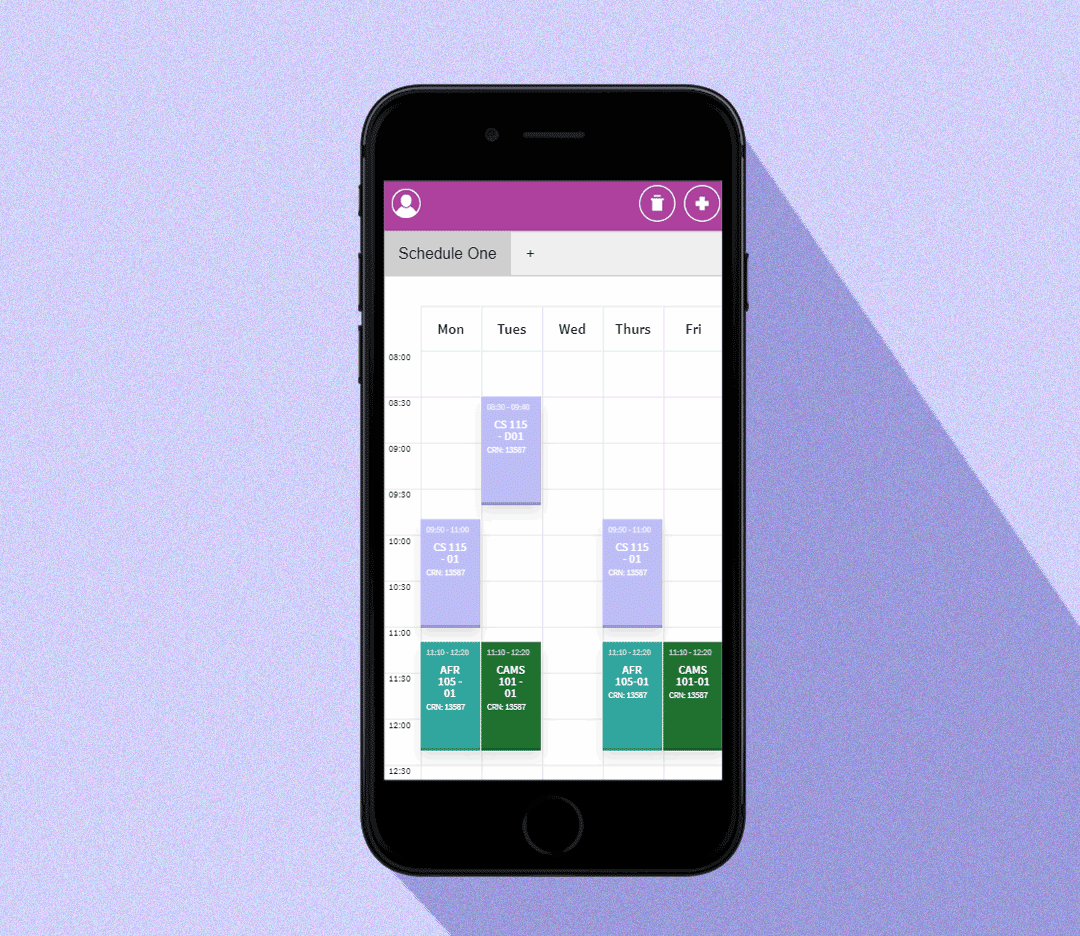 Schedule One +
Mon Tues Wed Thurs Fri
08:00
08:30
08:30 - 09:40
CS 115
- D01
CRN: 13587
09:00
09:30
09:50 - 11:00
CS 115
- 01
CRN: 13587
09:50 - 11:00
CS 115
- 01
CRN: 13587
10:00
10:30
11:00
11:10 - 12:20
AFR
105 -
01
CRN: 13587
11:10 - 12:20
CAMS
101 -
01
CRN: 13587
11:10 - 12:20
AFR
105-01
CRN: 13587
11:10 - 12:20
CAMS
101-01
CRN: 13587
11:30
12:00
12:30